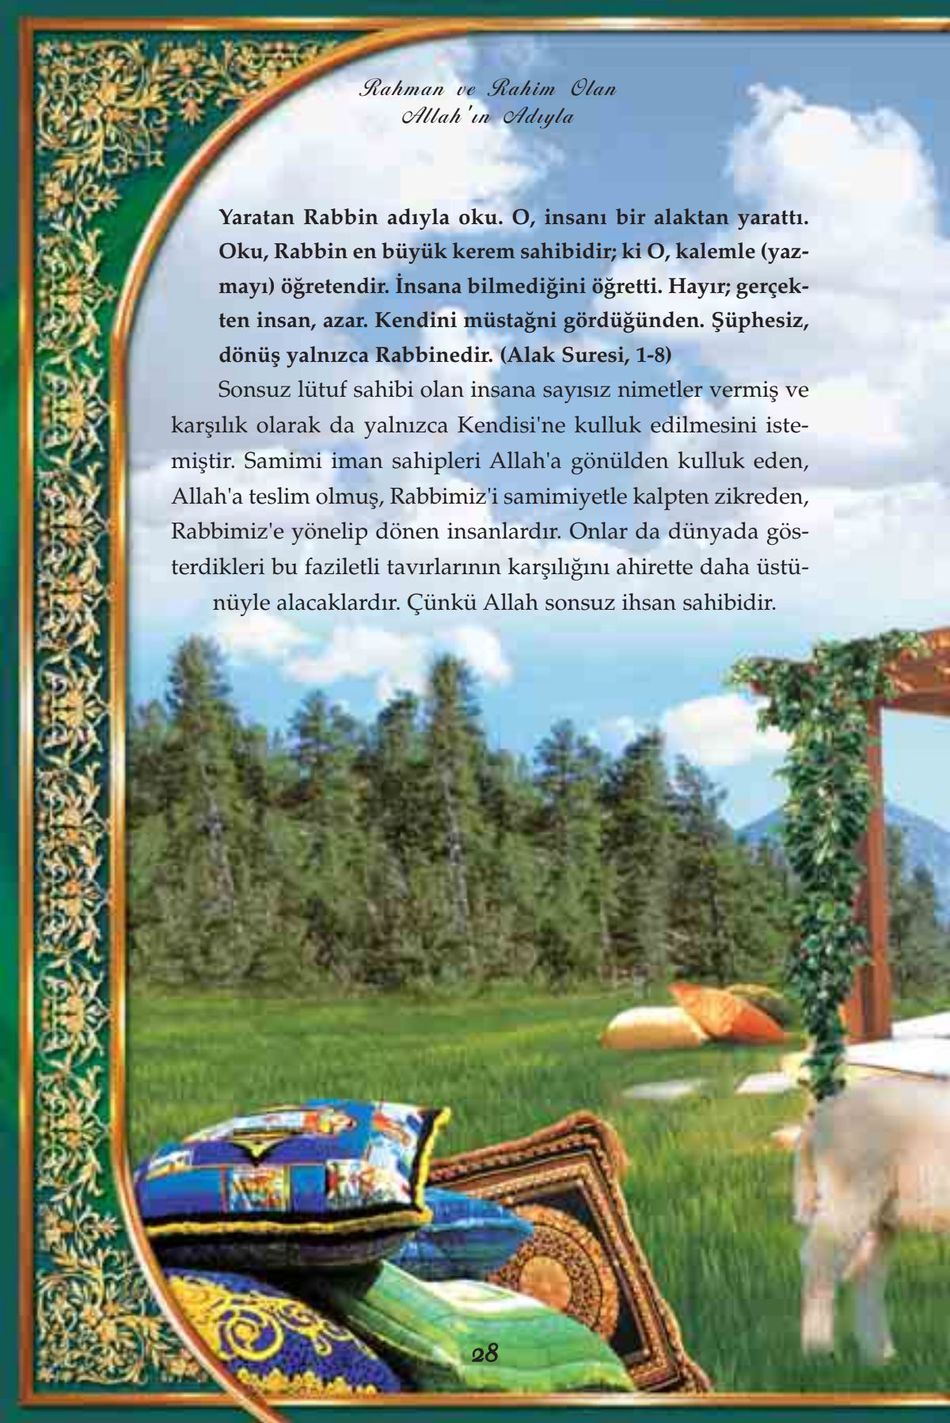 Rahman ve Rahim Olan
Allah'ın Adıyla
Yaratan Rabbin adıyla oku. O, insanı bir alaktan yarattı.
Oku, Rabbin en büyük kerem sahibidir; ki O, kalemle (yaz-
mayı) öğretendir. İnsana bilmediğini öğretti. Hayır; gerçek-
ten insan, azar. Kendini müstağni gördüğünden. Şüphesiz,
dönüş yalnızca Rabbinedir. (Alak Suresi, 1-8)
Sonsuz lütuf sahibi olan insana sayısız nimetler vermiş ve
karşılık olarak da yalnızca Kendisi'ne kulluk edilmesini iste-
miştir. Samimi iman sahipleri Allah'a gönülden kulluk eden,
Allah'a teslim olmuş, Rabbimiz'i samimiyetle kalpten zikreden,
Rabbimiz'e yönelip dönen insanlardır. Onlar da dünyada gös-
terdikleri bu faziletli tavırlarının karşılığını ahirette daha üstü-
nüyle alacaklardır. Çünkü Allah sonsuz ihsan sahibidir.
28